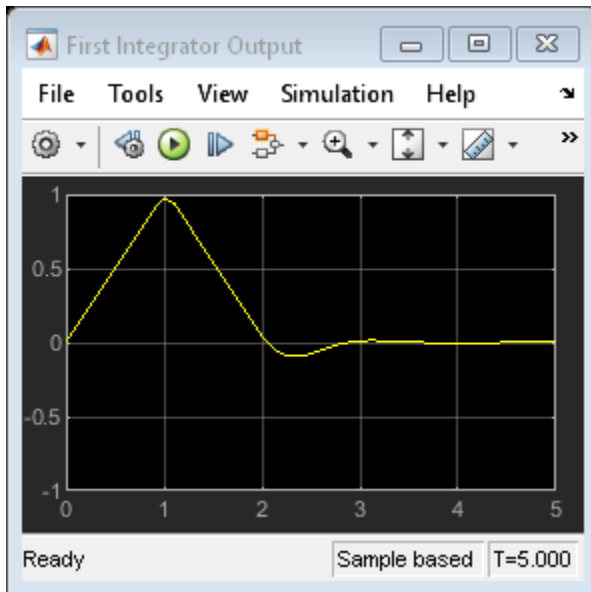 First Integrator Output
File Tools View Simulation Help
1
0.5
0
-0.5
-1
0 1 2 3 4 5
Ready Sample based T=5.000